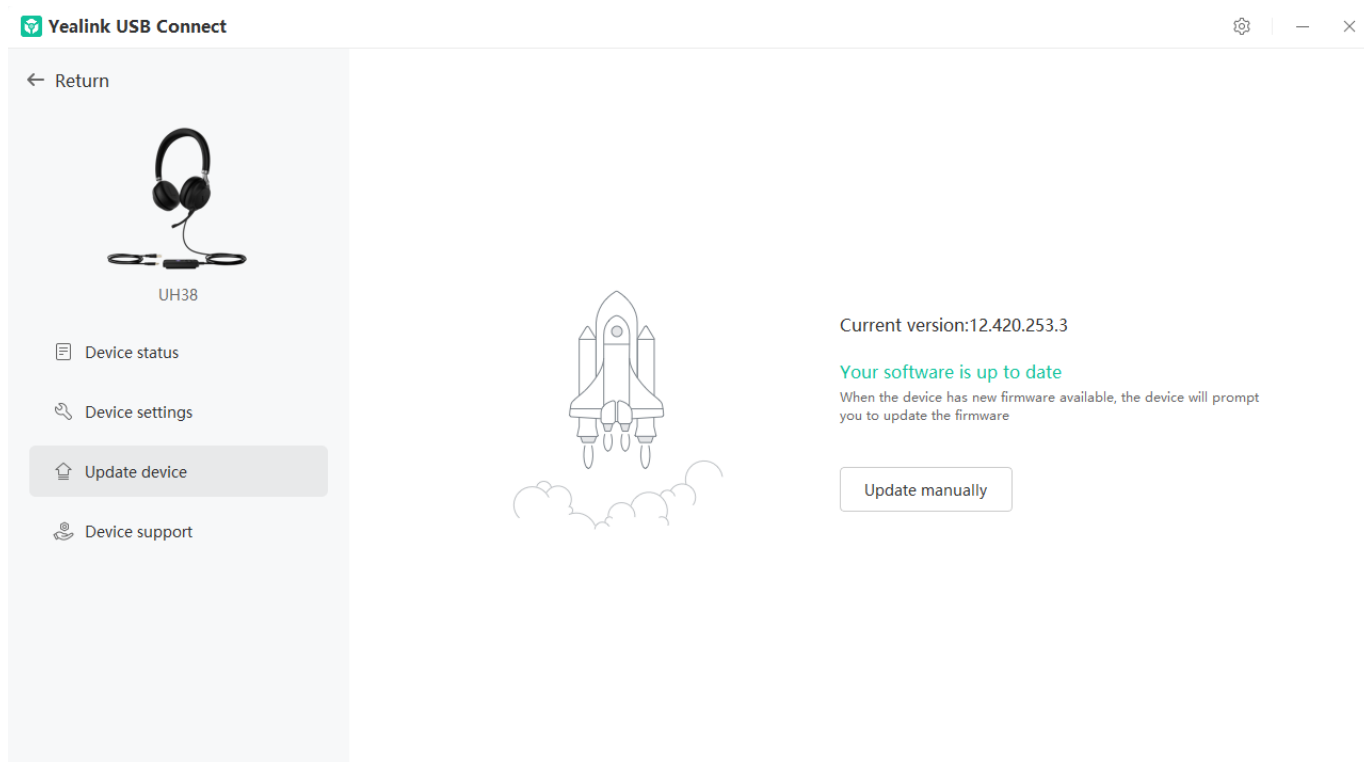 Yealink USB Connect
Return
UH38
Device status
Device settings
Update device
Device support
Current version:12.420.253.3
Your software is up to date
When the device has new firmware available, the device will prompt
you to update the firmware
Update manually